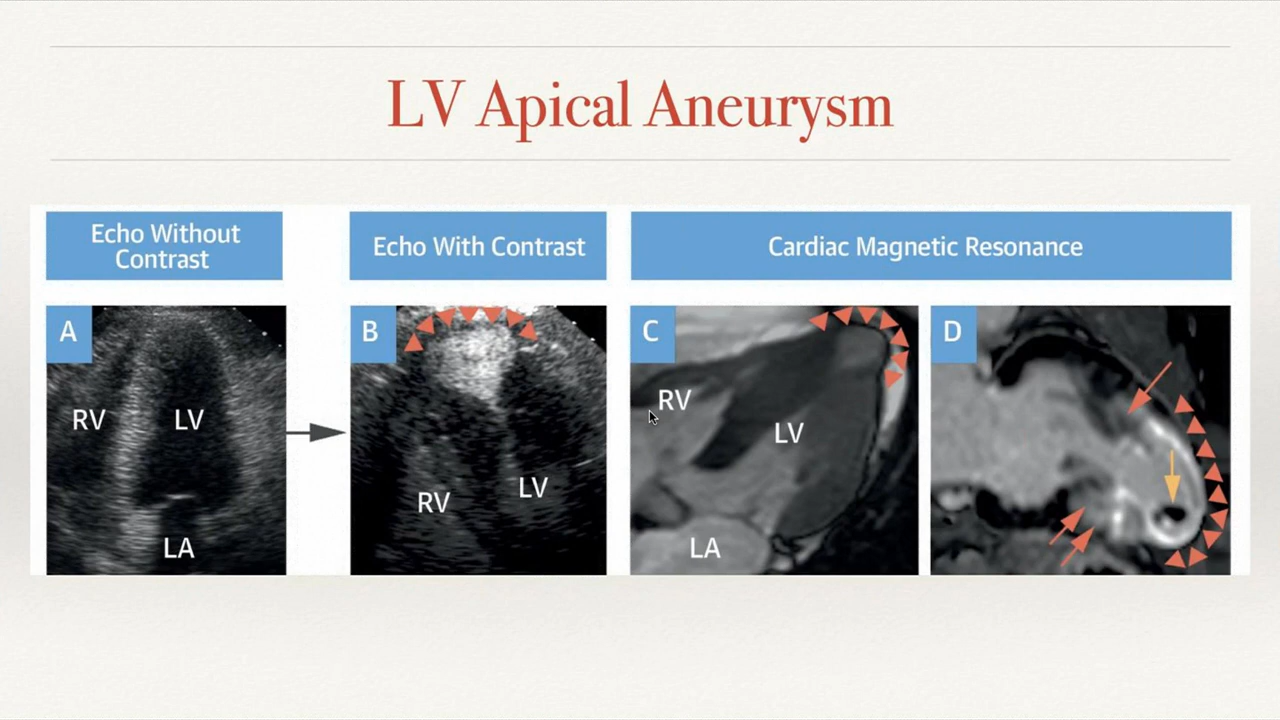 LV Apical Aneurysm
Echo Without
Contrast
Echo With Contrast
Cardiac Magnetic Resonance
A
RV
LV
LA
B
RV
LV
C
RV
LV
LA
D